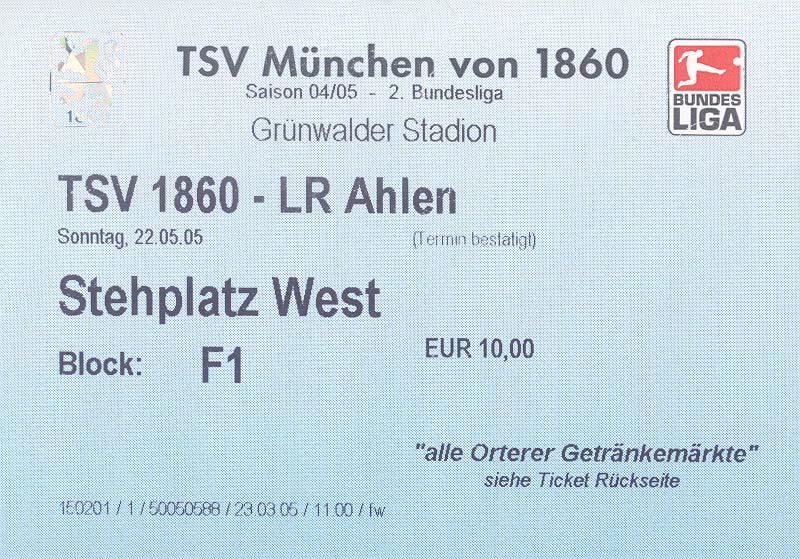 TSV München von 1860
Saison 04/05 - 2. Bundesliga
Grünwalder Stadion
BUNDES
LIGA
TSV 1860 - LR Ahlen
Sonntag, 22.05.05
(Termin bestätigt)
Stehplatz West
Block: F1
EUR 10,00
"alle Orterer Getränkemärkte"
siehe Ticket Rückseite
150201 / 1 / 50050588 / 23.03.05 / 11:00 / fw